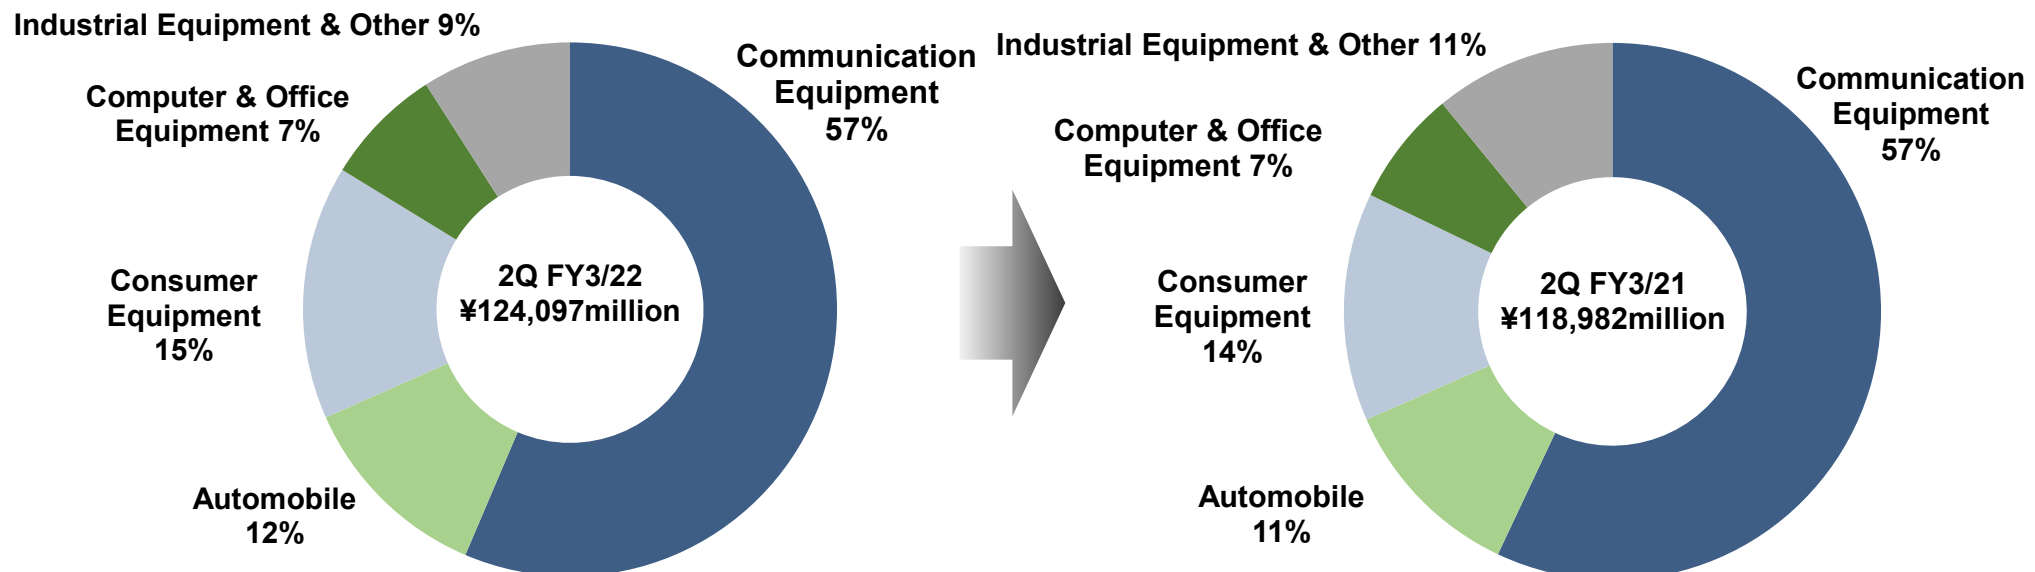 Industrial Equipment & Other 9%
Communication
Equipment
57%
Computer & Office
Equipment 7%
2Q FY3/22
¥124,097million
Consumer
Equipment
15%
Automobile
12%
Industrial Equipment & Other 11%
Communication
Equipment
57%
Computer & Office
Equipment 7%
2Q FY3/21
¥118,982million
Consumer
Equipment
14%
Automobile
11%